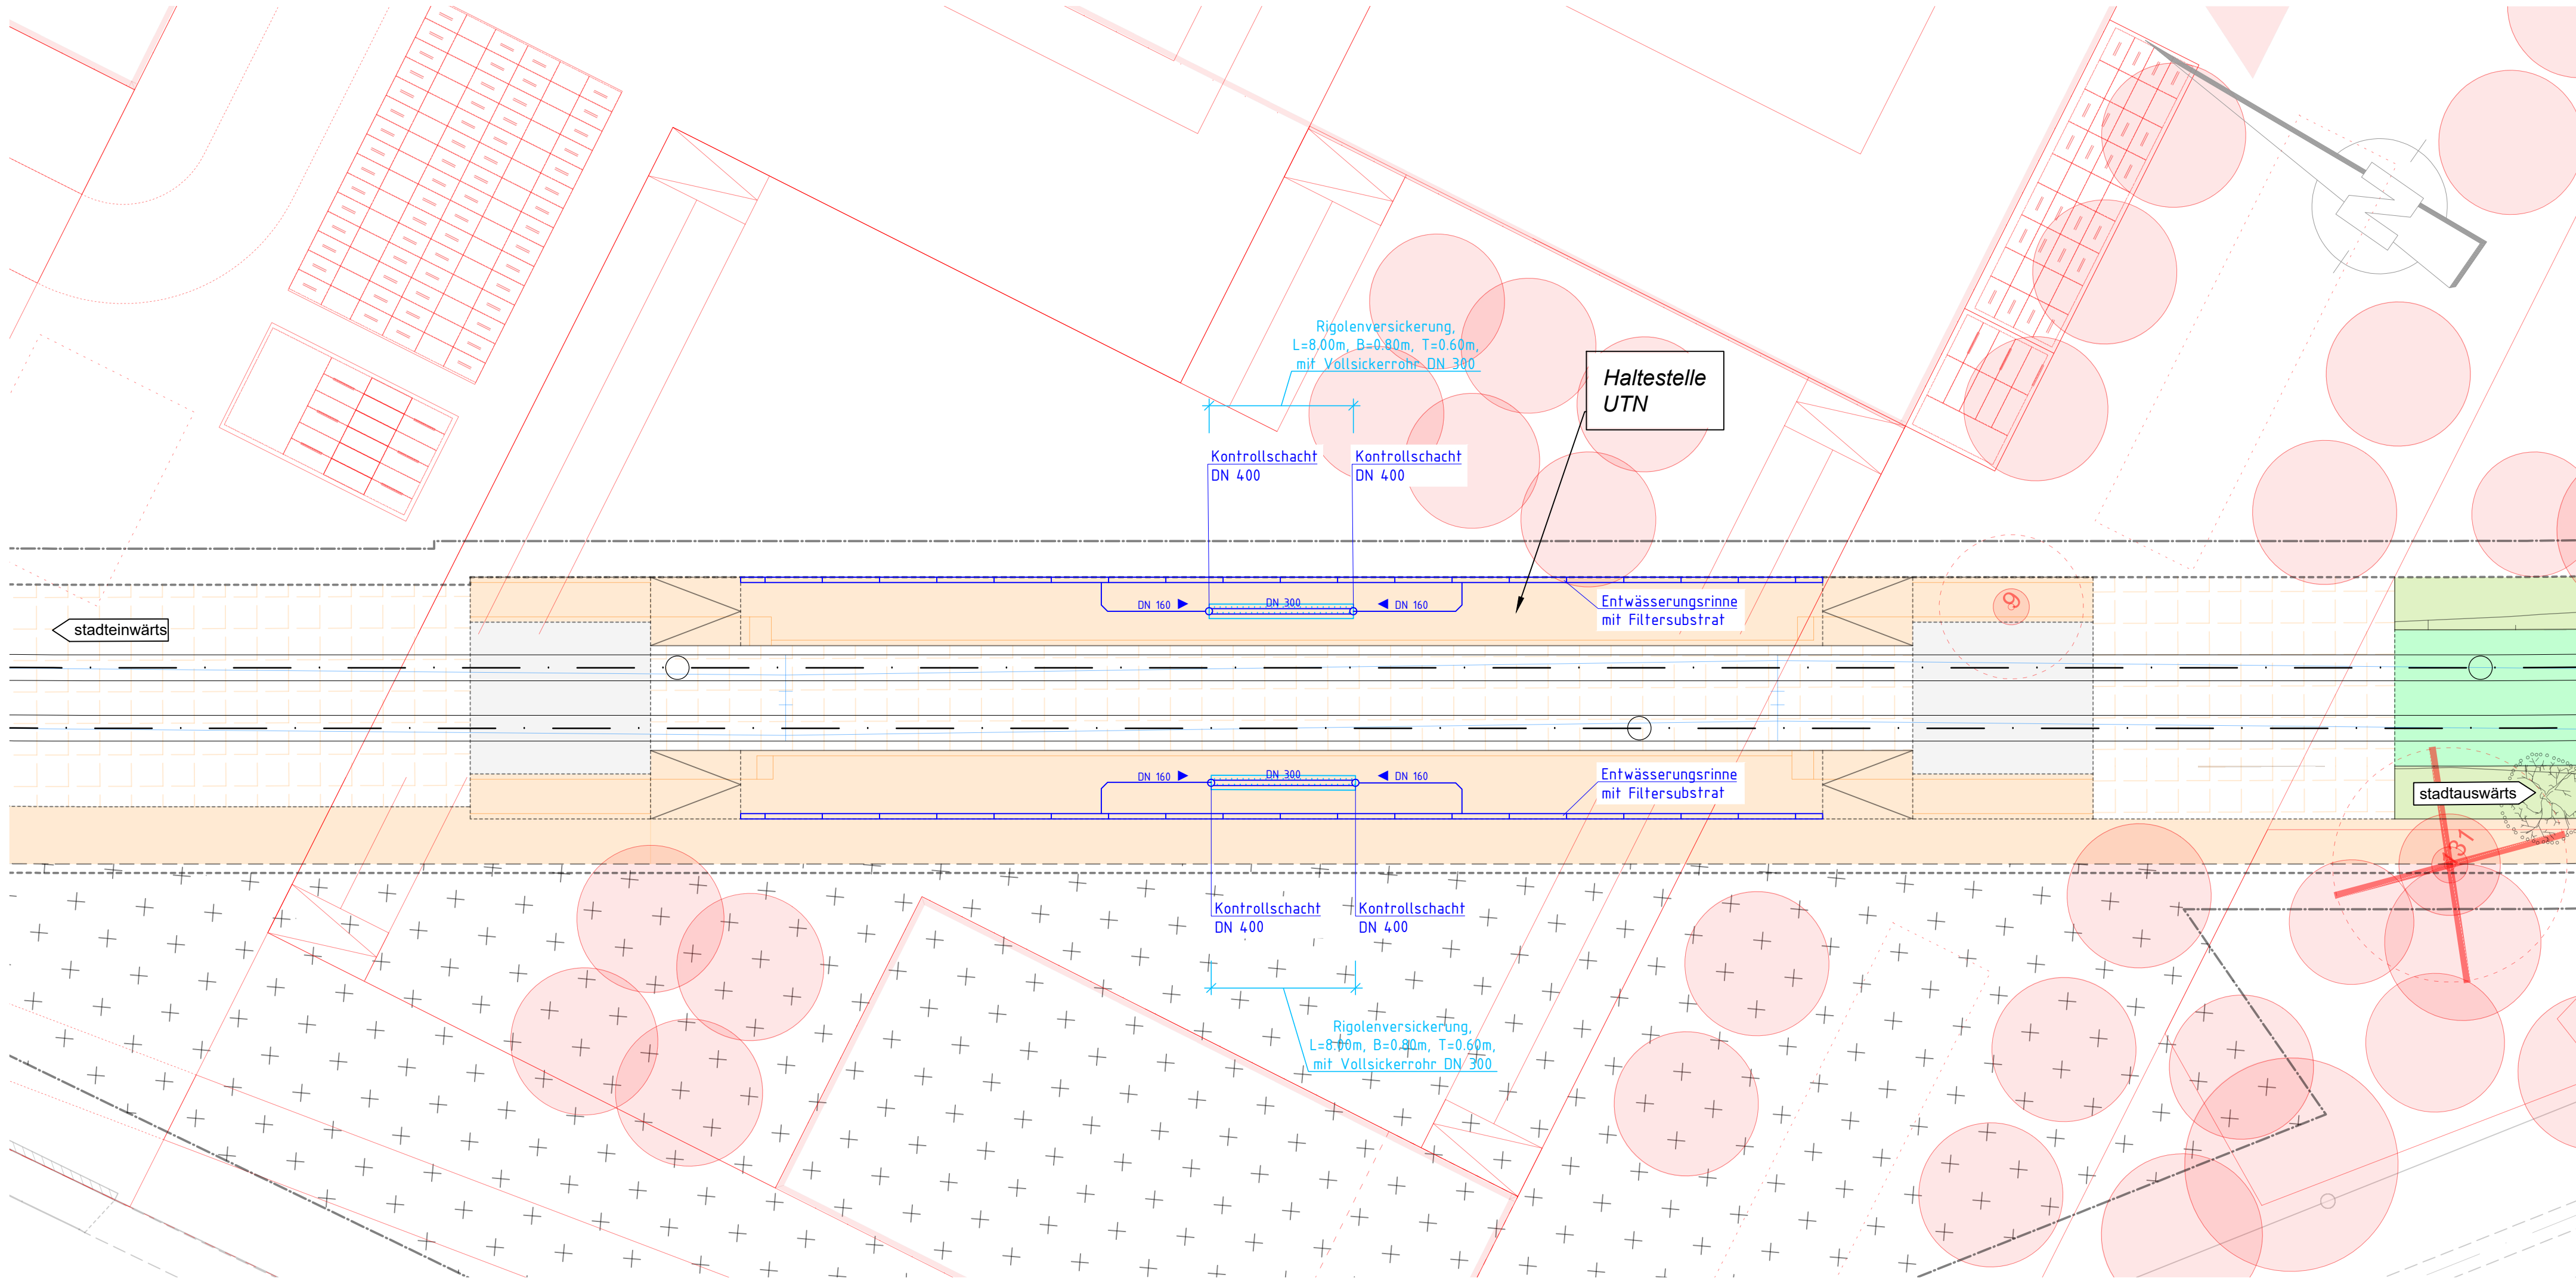 Rigolenversickerung,
L=8.00m, B=0.80m, T=0.60m,
mit Vollsickerrohr DN 300
Haltestelle
UTN
Kontrollschacht
DN 400
Kontrollschacht
DN 400
DN 160
DN 300
DN 160
Entwässerungsrinne
mit Filtersubstrat
9
stadteinwärts
DN 160
DN 300
DN 160
Entwässerungsrinne
mit Filtersubstrat
stadtauswärts
131
Kontrollschacht
DN 400
Kontrollschacht
DN 400
Rigolenversickerung,
L=8.00m, B=0.80m, T=0.60m,
mit Vollsickerrohr DN 300